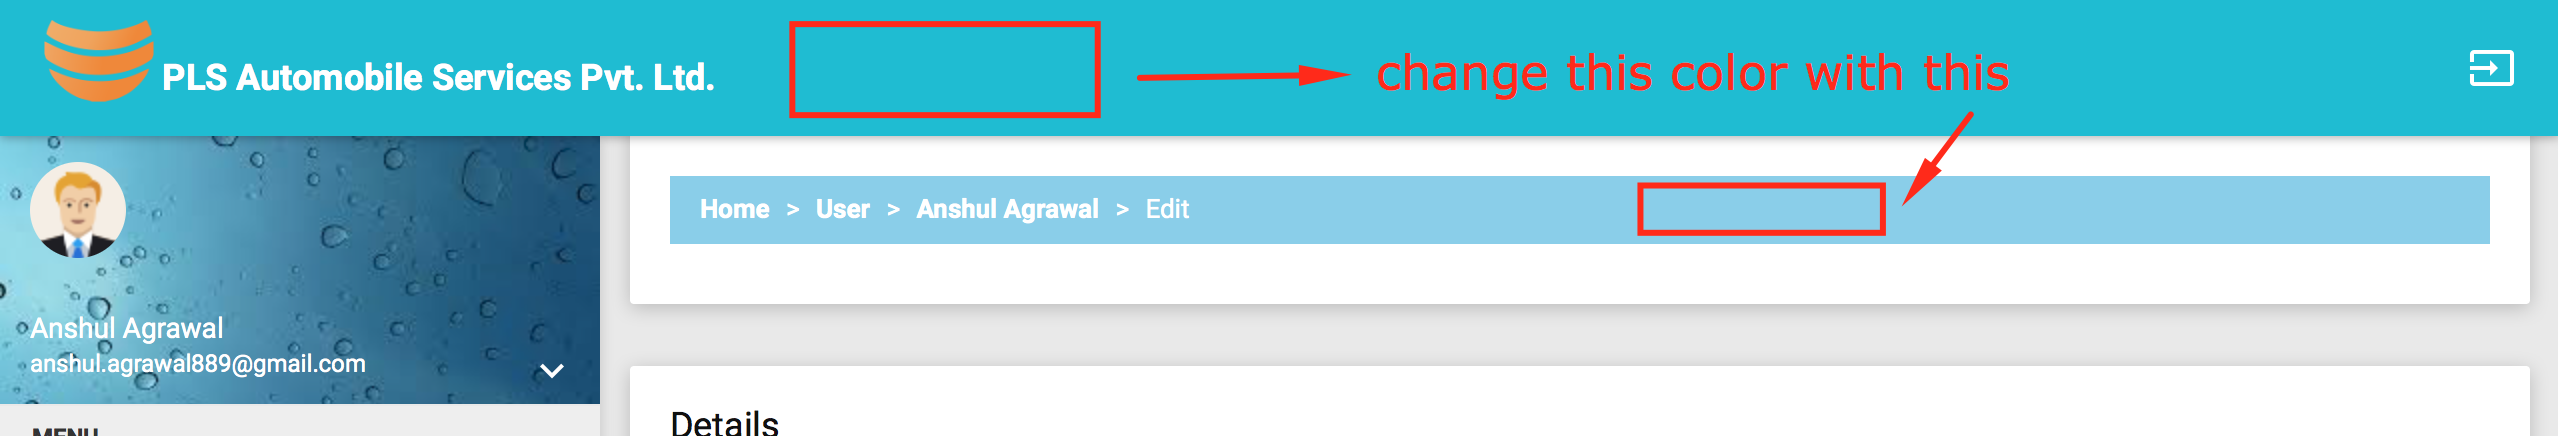 PLS Automobile Services Pvt. Ltd.
change this color with this
Home > User > Anshul Agrawal > Edit
Anshul Agrawal
anshul.agrawal889@gmail.com
MENU
Details